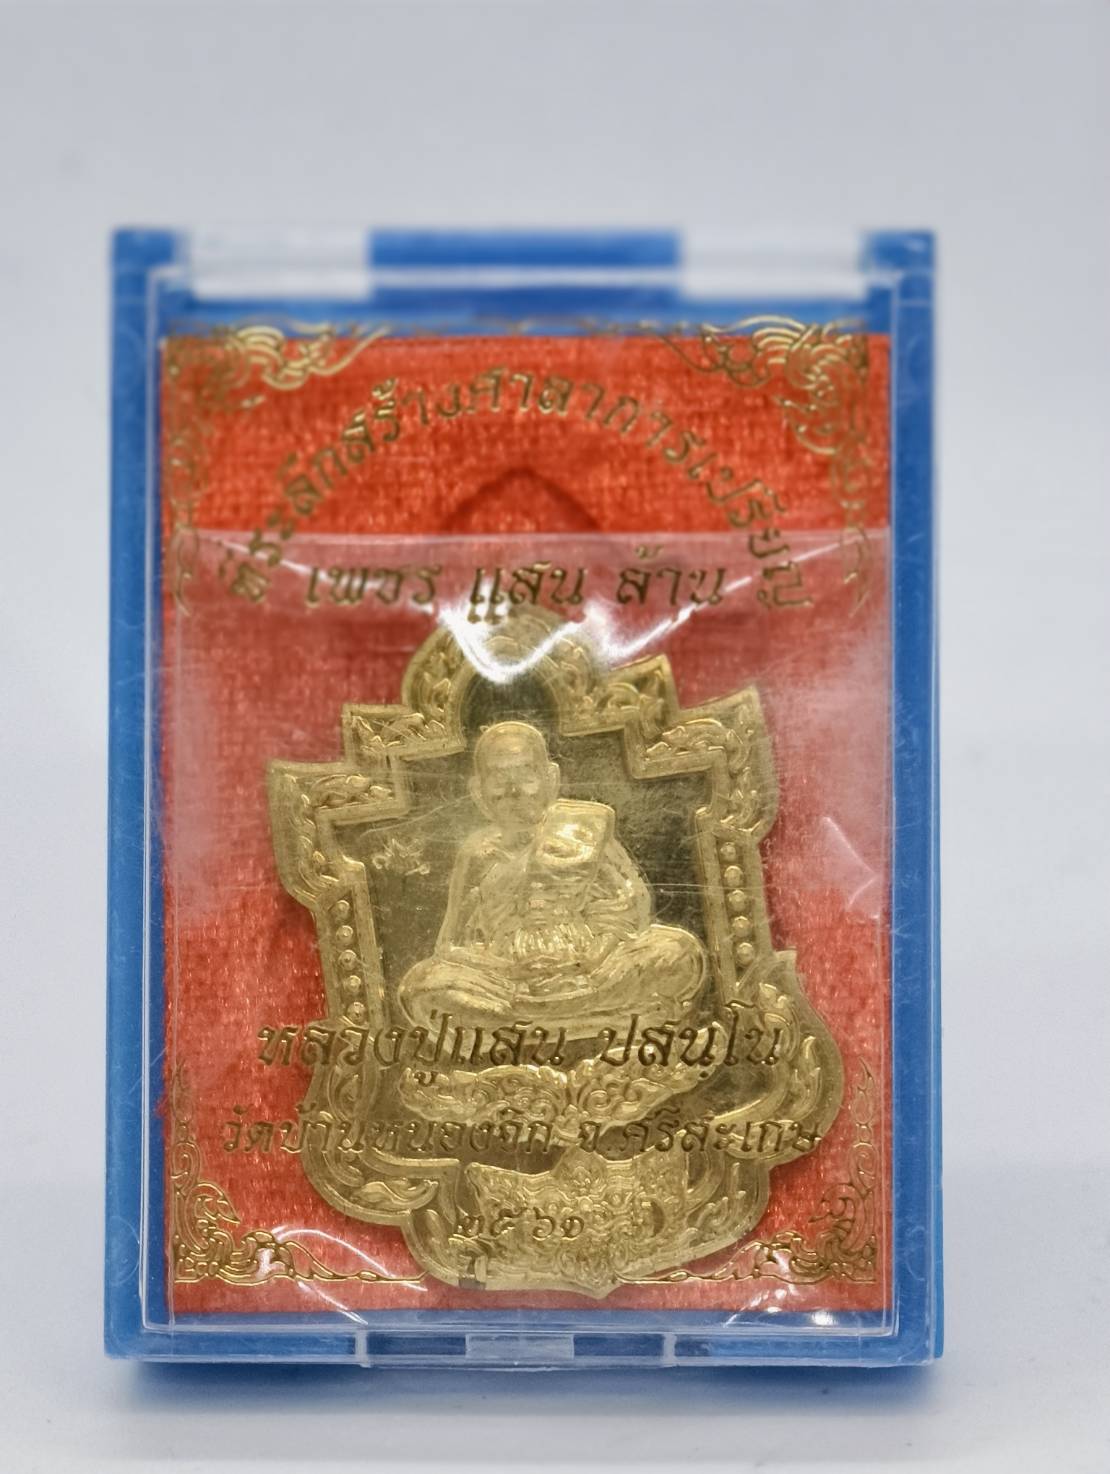 ที่ระลึกสร้างศาลาการเปรียญ
เพชร แสน ล้าน
หลวงปู่แสน ปสนฺโน
วัดบ้านหนองจิก จ.ศรีสะเกษ
๒๕๖๑